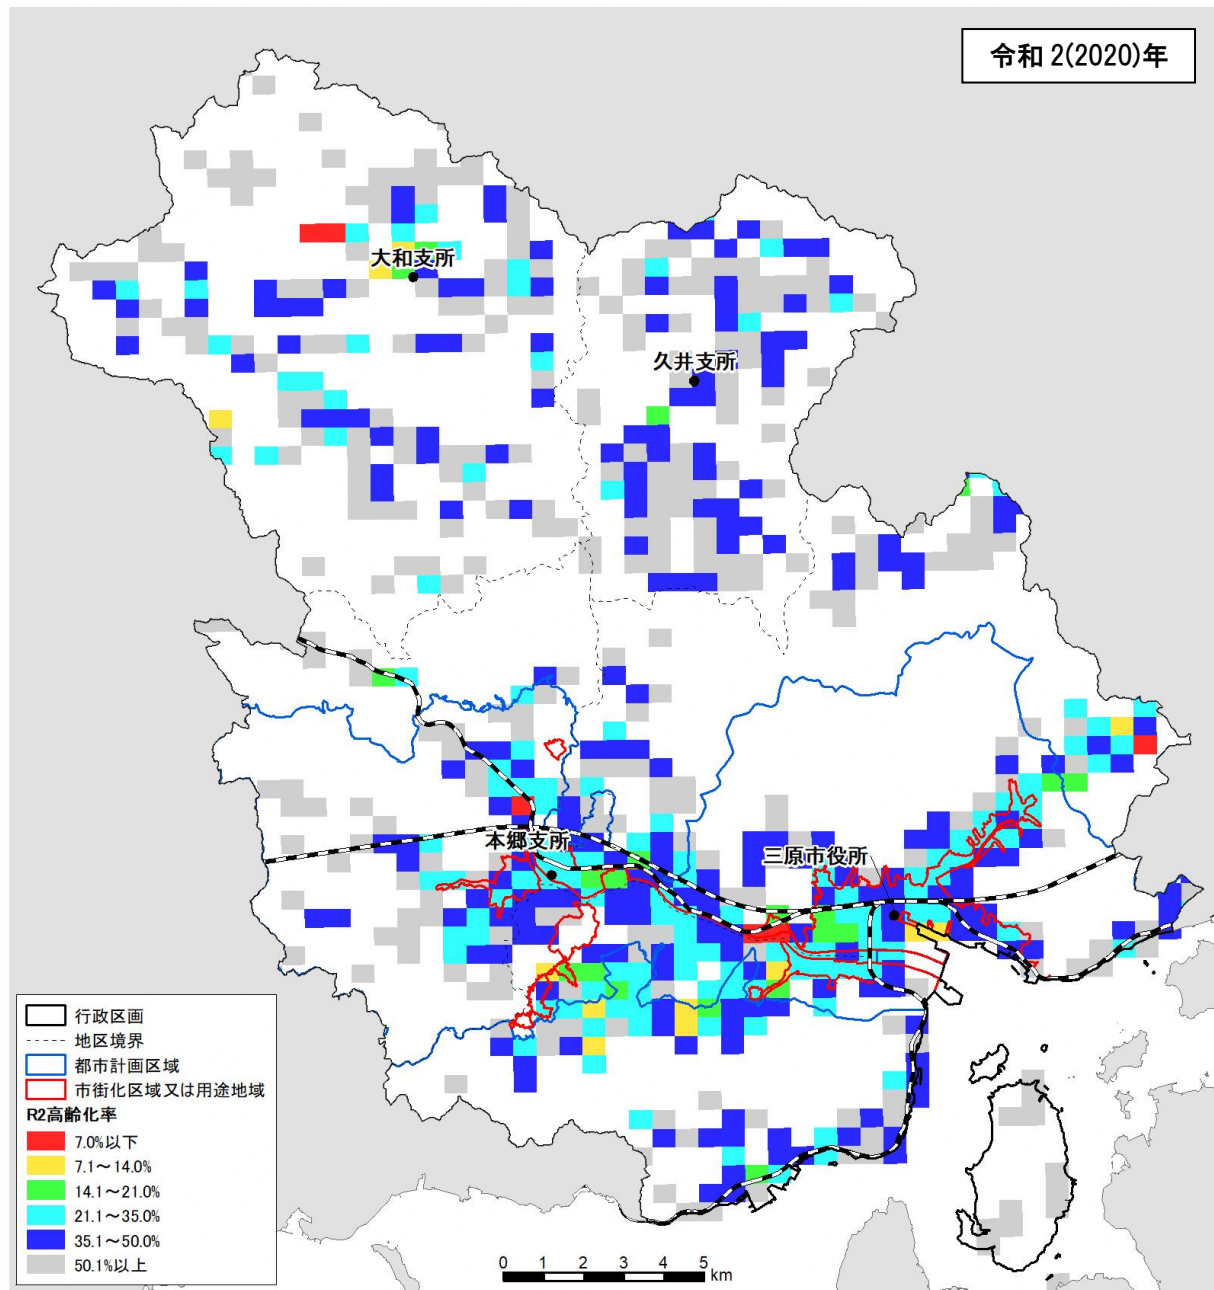 令和2(2020)年
大和支所
久井支所
本郷支所
三原市役所
行政区画
地区境界
都市計画区域
市街化区域又は用途地域
R2高齢化率
7.0%以下
7.1～14.0%
14.1～21.0%
21.1～35.0%
35.1～50.0%
50.1%以上
0 1 2 3 4 5
km